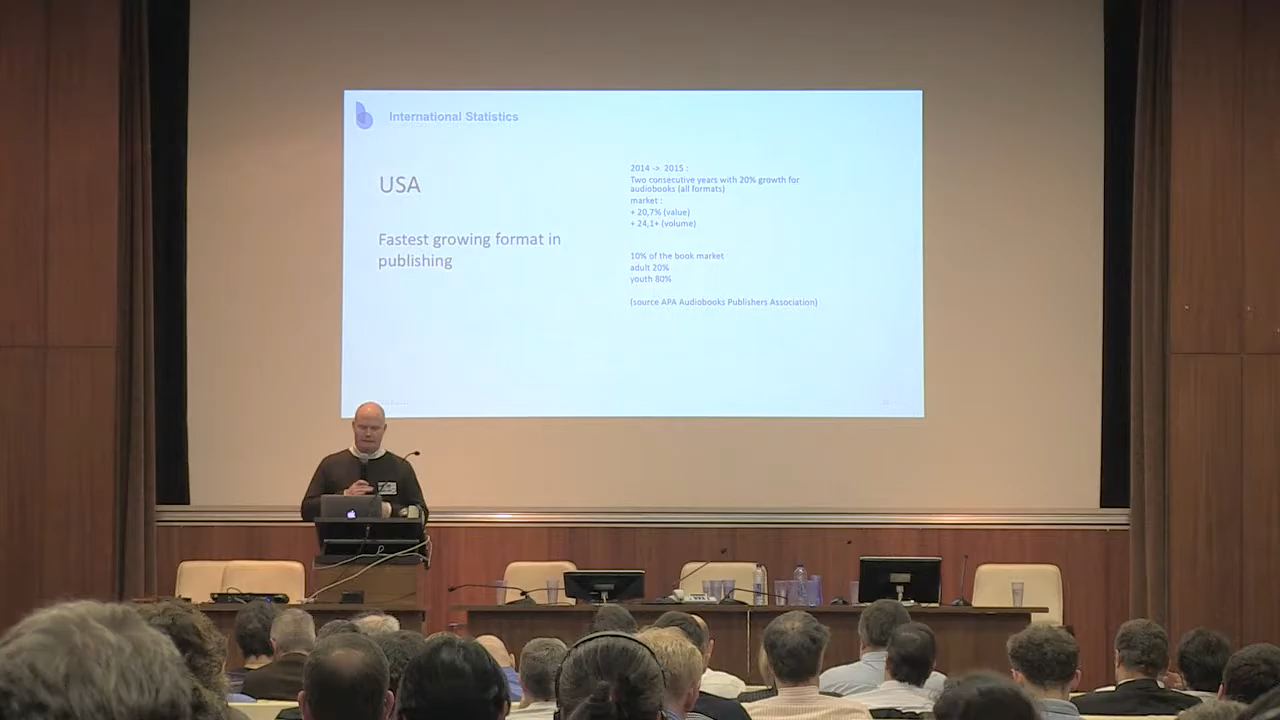 International Statistics
USA
Fastest growing format in
publishing
2014 -> 2015 :
Two consecutive years with 20% growth for
audiobooks (all formats)
market :
+ 20,7% (value)
+ 24,1+ (volume)
10% of the book market
adult 20%
youth 80%
(source APA Audiobooks Publishers Association)